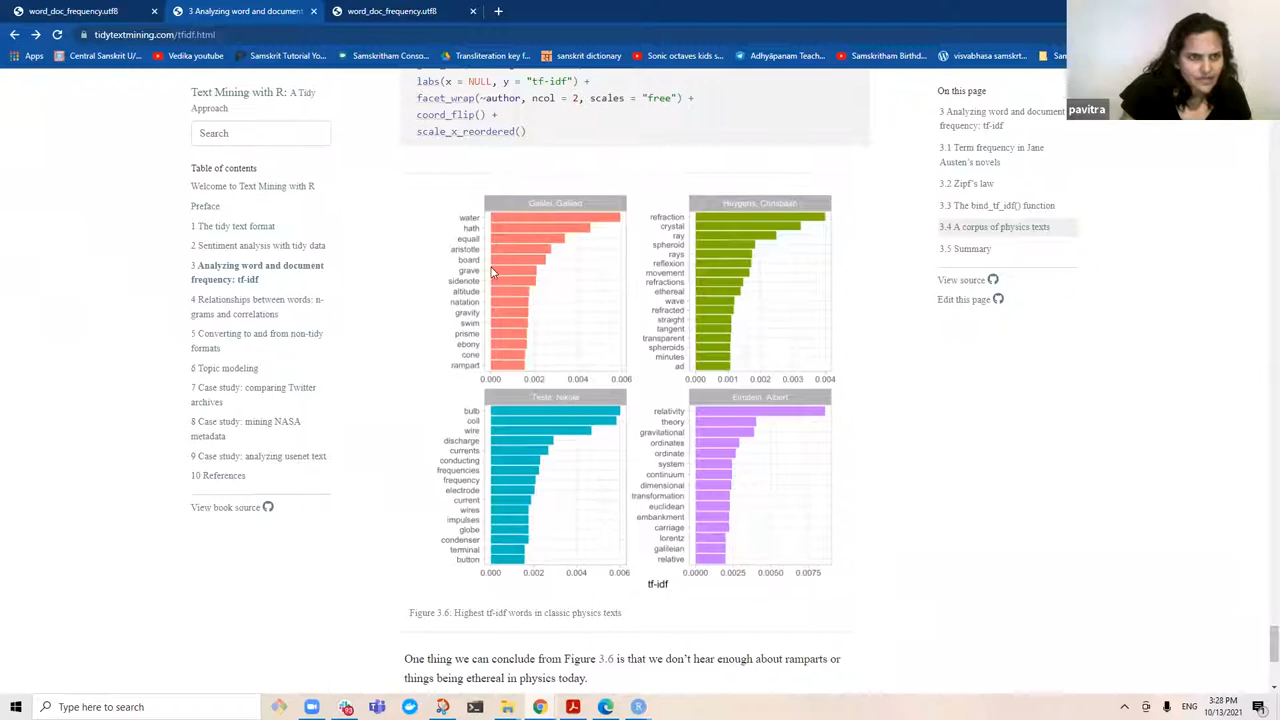 word_doc_frequency.utf8
3 Analyzing word and document
word_doc_frequency.utf8
tidytextmining.com/tfidf.html
Apps
Central Sanskrit U/...
Vedika youtube
Samskrit Tutorial Yo...
Samskritham Conso...
Transliteration key f...
sanskrit dictionary
Sonic octaves kids s...
Adhyāpanam Teach...
Samskritham Birthd...
visvabhasa samskrt...
pavitra
labs(x = NULL, y = "tf-idf") +
facet_wrap(~author, ncol = 2, scales = "free") +
coord_flip() +
scale_x_reordered()
Text Mining with R: A Tidy
Approach
Search
Table of contents
Welcome to Text Mining with R
Preface
1 The tidy text format
2 Sentiment analysis with tidy data
3 Analyzing word and document
frequency: tf-idf
4 Relationships between words: n-
grams and correlations
5 Converting to and from non-tidy
formats
6 Topic modeling
7 Case study: comparing Twitter
archives
8 Case study: mining NASA
metadata
9 Case study: analyzing usenet text
10 References
View book source
Galilei, Galileo
water
hath
equall
aristotle
board
grave
sidenote
altitude
natation
gravity
swim
prisme
ebony
cone
rampart
0.000 0.002 0.004 0.006
Huygens, Christiaan
refraction
crystal
ray
spheroid
rays
reflexion
movement
refractions
ethereal
wave
refracted
straight
tangent
transparent
spheroids
minutes
ad
0.000 0.001 0.002 0.003 0.004
Tesla, Nikola
bulb
coil
wire
discharge
currents
conducting
frequencies
frequency
electrode
current
wires
impulses
globe
condenser
terminal
button
0.000 0.002 0.004 0.006
Einstein, Albert
relativity
theory
gravitational
ordinates
ordinate
system
continuum
dimensional
transformation
euclidean
embankment
carriage
lorentz
galileian
relative
0.0000 0.0025 0.0050 0.0075
tf-idf
Figure 3.6: Highest tf-idf words in classic physics texts
One thing we can conclude from Figure 3.6 is that we don't hear enough about ramparts or
things being ethereal in physics today.
On this page
3 Analyzing word and document
frequency: tf-idf
3.1 Term frequency in Jane
Austen's novels
3.2 Zipf's law
3.3 The bind_tf_idf() function
3.4 A corpus of physics texts
3.5 Summary
View source
Edit this page
Type here to search
3:28 PM
10/13/2021